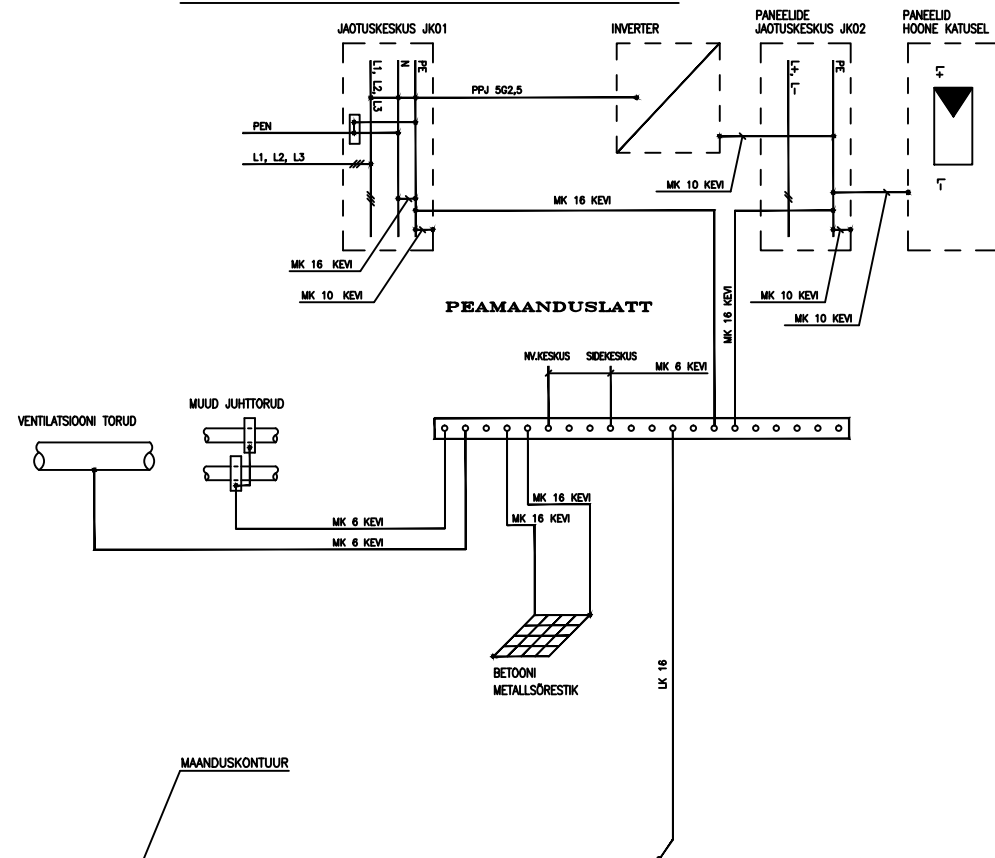 JAOTUSKESKUS JK01
INVERTER
PANEELIDE
JAOTUSKESKUS JK02
PANEELID
HOONE KATUSEL
L1, L2, L3
N
PE
PPJ 5G2,5
L+, L-
PE
L+
L-
PEN
L1, L2, L3
MK 10 KEVI
MK 16 KEVI
MK 16 KEVI
MK 10 KEVI
MK 10 KEVI
MK 10 KEVI
MK 16 KEVI
PEAMAANDUSLATT
NV.KESKUS
SIDEKESKUS
MK 6 KEVI
VENTILATSIOONI TORUD
MUUD JUHTTORUD
MK 16 KEVI
MK 16 KEVI
MK 6 KEVI
MK 6 KEVI
BETOONI
METALLSÕRESTIK
LK 16
MAANDUSKONTUUR